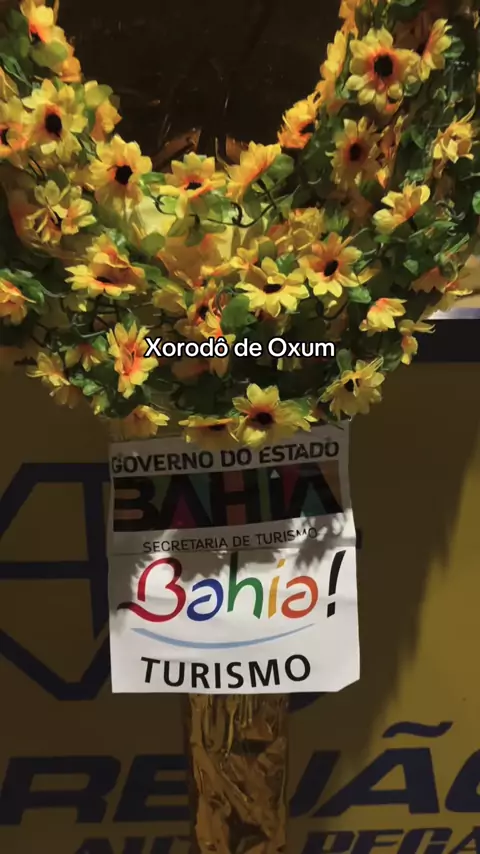 Xorodô de Oxum
GOVERNO DO ESTADO
BAHIA
SECRETARIA DE TURISMO
Bahia!
TURISMO